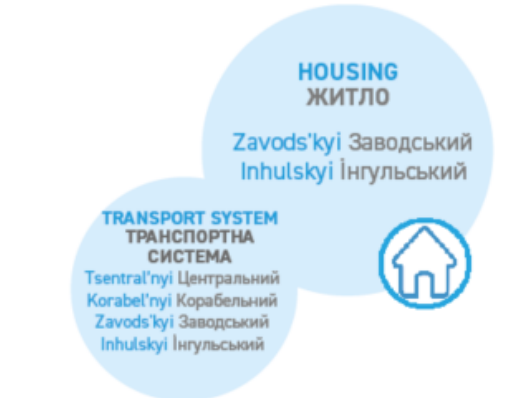 HOUSING
ЖИТЛО
Zavods'kyi Заводський
Inhulskyi Інгульський
TRANSPORT SYSTEM
ТРАНСПОРТНА
СИСТЕМА
Tsentral'nyi Центральний
Korabel'nyi Корабельний
Zavods'kyi Заводський
Inhulskyi Інгульський